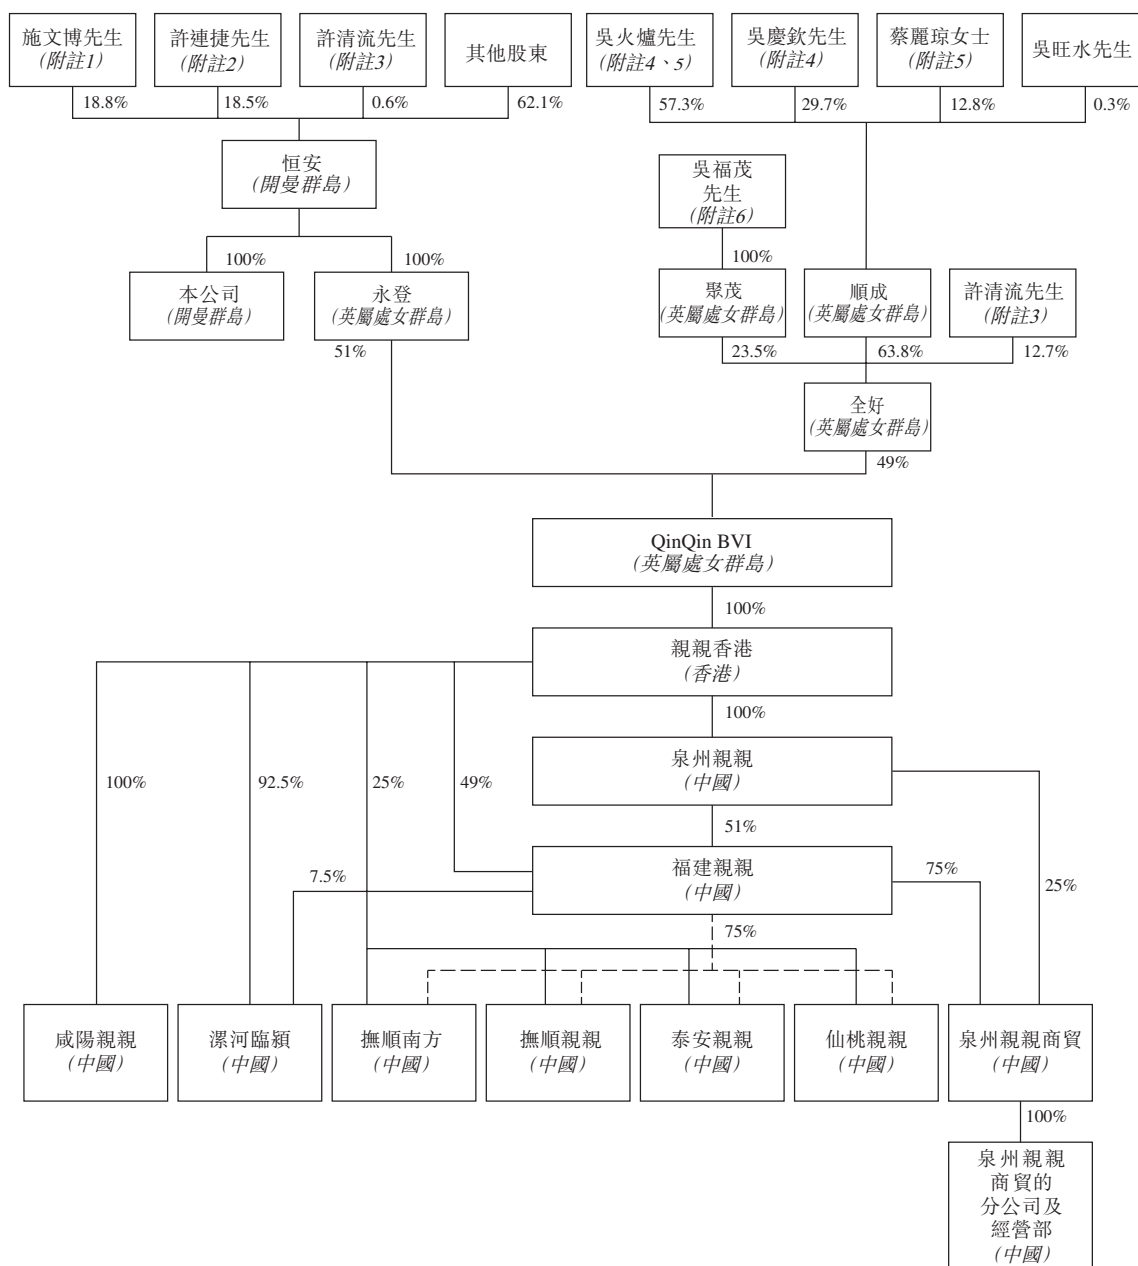 施文博先生
(附註1)
許連捷先生
(附註2)
許清流先生
(附註3)
其他股東
吳火爐先生
(附註4、5)
吳慶欽先生
(附註4)
蔡麗琼女士
(附註5)
吳旺水先生
18.8%
18.5%
0.6%
62.1%
57.3%
29.7%
12.8%
0.3%
恒安
(開曼群島)
吳福茂
先生
(附註6)
100%
100%
100%
本公司
(開曼群島)
永登
(英屬處女群島)
聚茂
(英屬處女群島)
順成
(英屬處女群島)
許清流先生
(附註3)
51%
23.5%
63.8%
12.7%
全好
(英屬處女群島)
49%
QinQin BVI
(英屬處女群島)
100%
親親香港
(香港)
100%
泉州親親
(中國)
100%
92.5%
25%
49%
51%
福建親親
(中國)
7.5%
75%
25%
75%
咸陽親親
(中國)
漯河臨潁
(中國)
撫順南方
(中國)
撫順親親
(中國)
泰安親親
(中國)
仙桃親親
(中國)
泉州親親商貿
(中國)
100%
泉州親親
商貿的
分公司及
經營部
(中國)